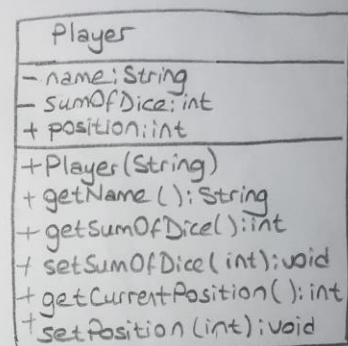 Player
- name: String
- sumOfDice: int
+ position: int
+ Player(String)
+ getName(): String
+ getSumOfDice(): int
+ setSumOfDice(int): void
+ getCurrentPosition(): int
+ setPosition(int): void